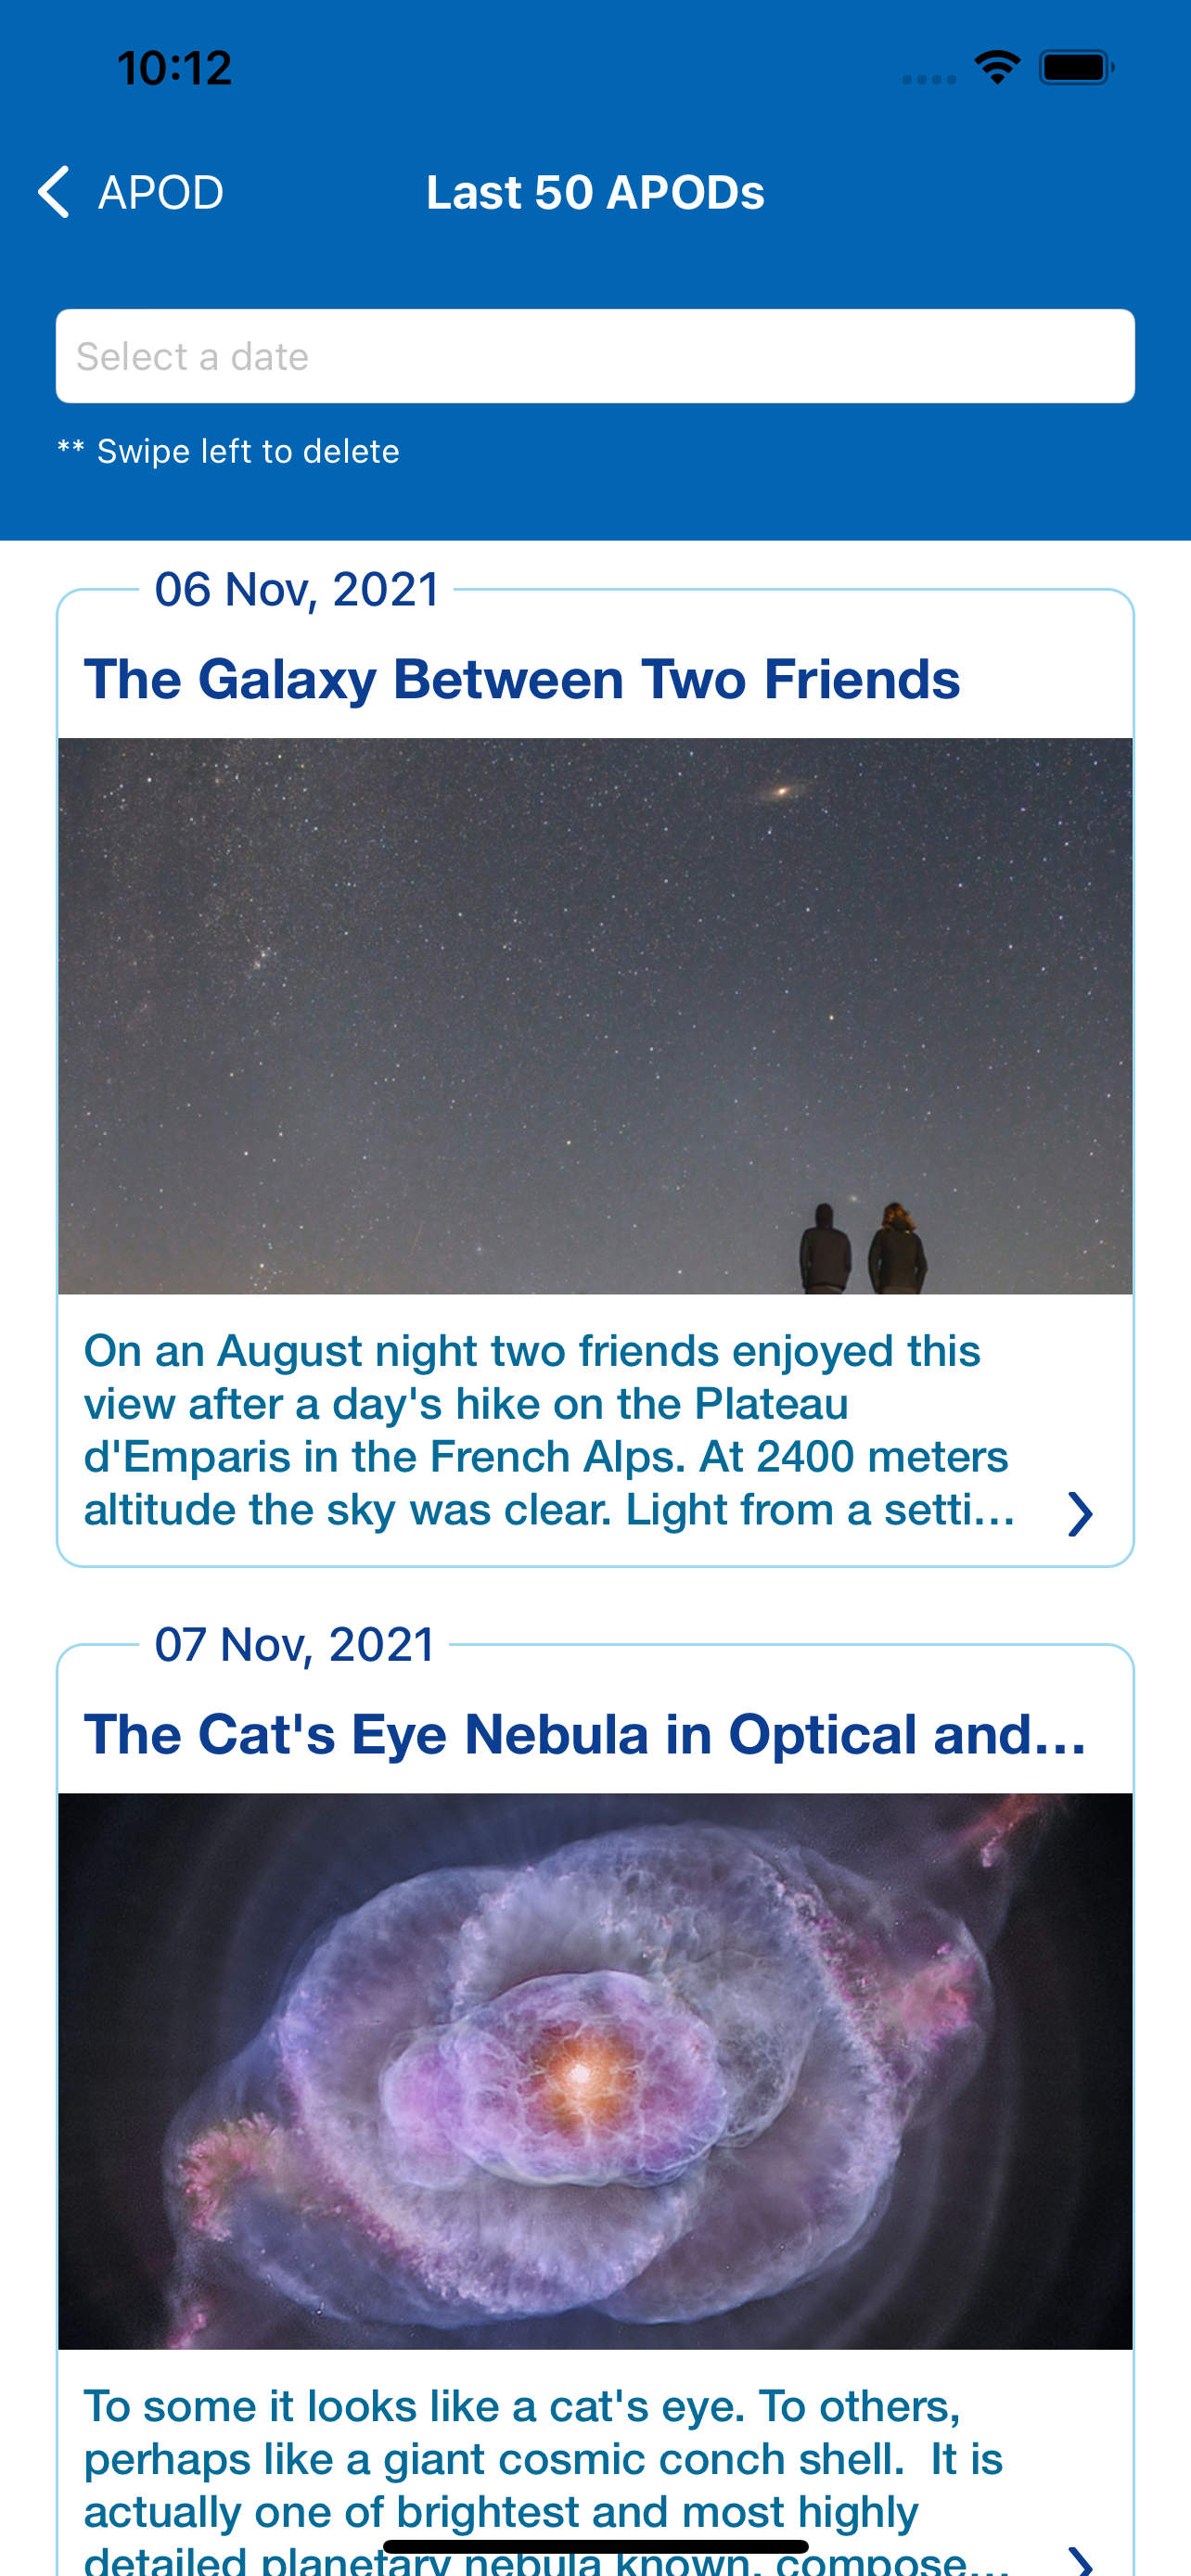 10:12
APOD
Last 50 APODs
Select a date
** Swipe left to delete
06 Nov, 2021
The Galaxy Between Two Friends
On an August night two friends enjoyed this
view after a day's hike on the Plateau
d'Emparis in the French Alps. At 2400 meters
altitude the sky was clear. Light from a setti...
07 Nov, 2021
The Cat's Eye Nebula in Optical and...
To some it looks like a cat's eye. To others,
perhaps like a giant cosmic conch shell.  It is
actually one of brightest and most highly
detailed planetary nebula known, compose...